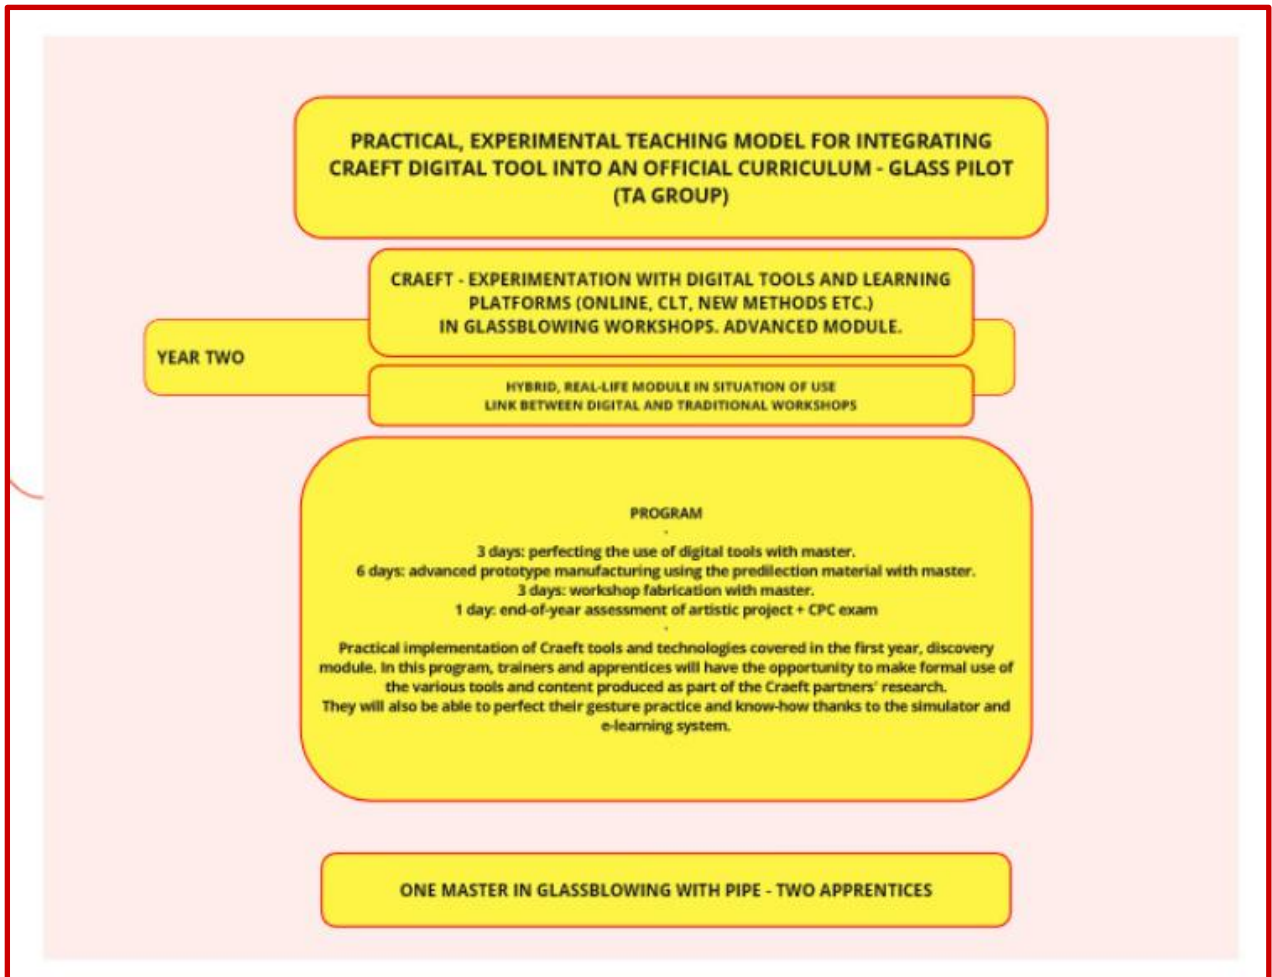 PRACTICAL, EXPERIMENTAL TEACHING MODEL FOR INTEGRATING
CRAEFT DIGITAL TOOL INTO AN OFFICIAL CURRICULUM - GLASS PILOT
(TA GROUP)
CRAEFT - EXPERIMENTATION WITH DIGITAL TOOLS AND LEARNING
PLATFORMS (ONLINE, CLT, NEW METHODS ETC.)
IN GLASSBLOWING WORKSHOPS. ADVANCED MODULE.
YEAR TWO
HYBRID, REAL-LIFE MODULE IN SITUATION OF USE
LINK BETWEEN DIGITAL AND TRADITIONAL WORKSHOPS
PROGRAM
-
3 days: perfecting the use of digital tools with master.
6 days: advanced prototype manufacturing using the predilection material with master.
3 days: workshop fabrication with master.
1 day: end-of-year assessment of artistic project + CPC exam
-
Practical implementation of Craeft tools and technologies covered in the first year, discovery
module. In this program, trainers and apprentices will have the opportunity to make formal use of
the various tools and content produced as part of the Craeft partners' research.
They will also be able to perfect their gesture practice and know-how thanks to the simulator and
e-learning system.
ONE MASTER IN GLASSBLOWING WITH PIPE - TWO APPRENTICES